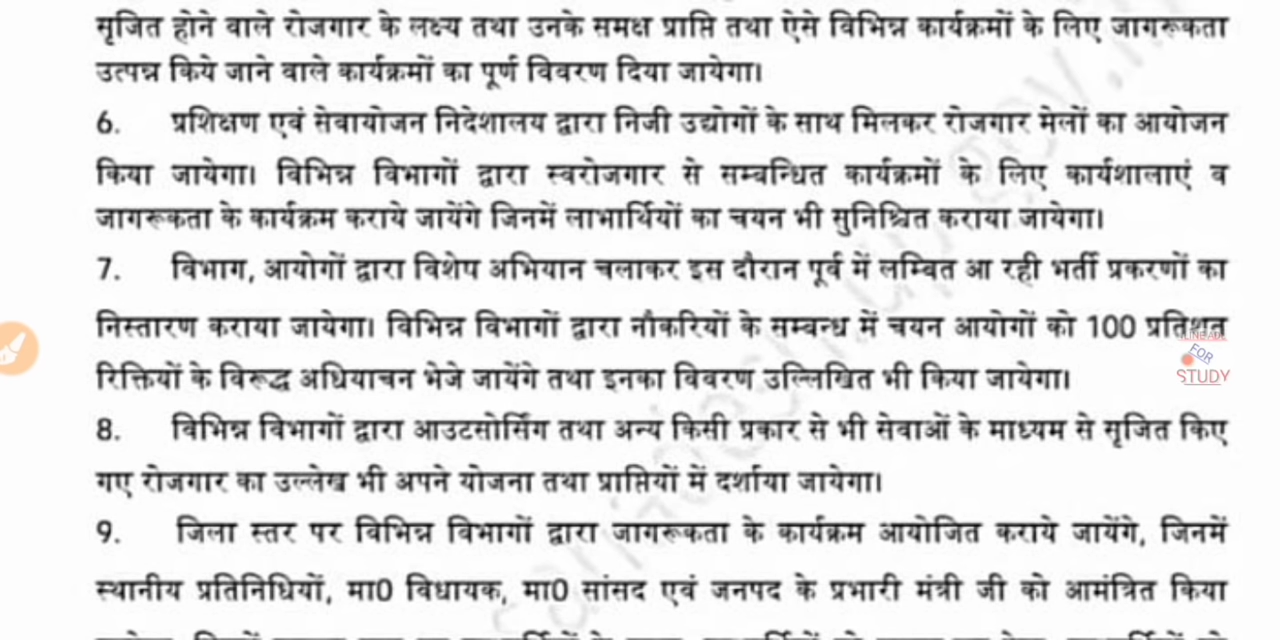 सृजित होने वाले रोजगार के लक्ष्य तथा उनके समक्ष प्राप्ति तथा ऐसे विभिन्न कार्यक्रमों के लिए जागरूकता
उत्पन्न किये जाने वाले कार्यक्रमों का पूर्ण विवरण दिया जायेगा।
6. प्रशिक्षण एवं सेवायोजन निदेशालय द्वारा निजी उद्योगों के साथ मिलकर रोजगार मेलों का आयोजन
किया जायेगा। विभिन्न विभागों द्वारा स्वरोजगार से सम्बन्धित कार्यक्रमों के लिए कार्यशालाएं व
जागरूकता के कार्यक्रम कराये जायेंगे जिनमें लाभार्थियों का चयन भी सुनिश्चित कराया जायेगा।
7. विभाग, आयोगों द्वारा विशेष अभियान चलाकर इस दौरान पूर्व में लम्बित आ रही भर्ती प्रकरणों का
निस्तारण कराया जायेगा। विभिन्न विभागों द्वारा नौकरियों के सम्बन्ध में चयन आयोगों को 100 प्रतिशत
रिक्तियों के विरूद्ध अधियाचन भेजे जायेंगे तथा इनका विवरण उल्लिखित भी किया जायेगा।
FOR
STUDY
8. विभिन्न विभागों द्वारा आउटसोर्सिंग तथा अन्य किसी प्रकार से भी सेवाओं के माध्यम से सृजित किए
गए रोजगार का उल्लेख भी अपने योजना तथा प्राप्तियों में दर्शाया जायेगा।
9. जिला स्तर पर विभिन्न विभागों द्वारा जागरूकता के कार्यक्रम आयोजित कराये जायेंगे, जिनमें
स्थानीय प्रतिनिधियों, मा0 विधायक, मा0 सांसद एवं जनपद के प्रभारी मंत्री जी को आमंत्रित किया